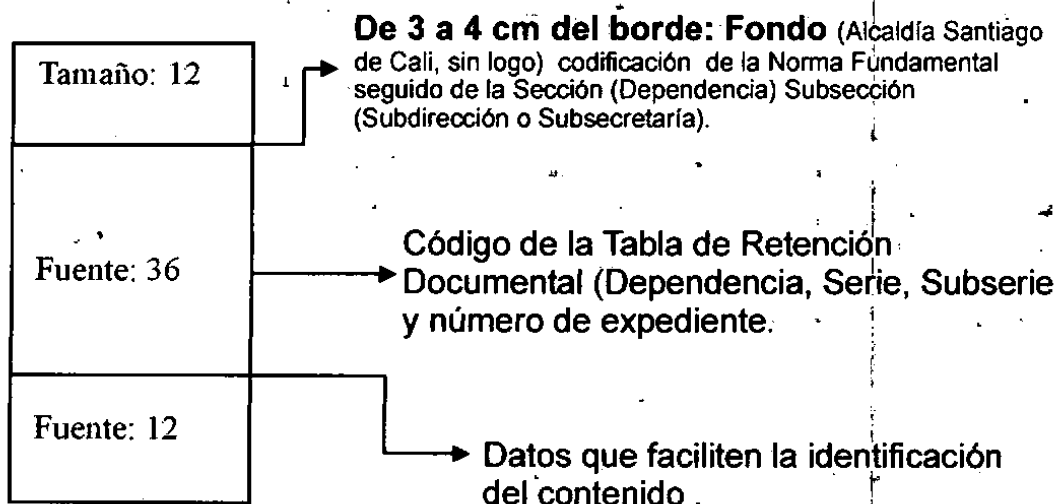 De 3 a 4 cm del borde: Fondo (Alcaldía Santiago
de Cali, sin logo) codificación de la Norma Fundamental
seguido de la Sección (Dependencia) Subsección
(Subdirección o Subsecretaría).
Tamaño: 12
Código de la Tabla de Retención
Documental (Dependencia, Serie, Subserie
y número de expediente.
Fuente: 36
Fuente: 12
Datos que faciliten la identificación
del contenido .